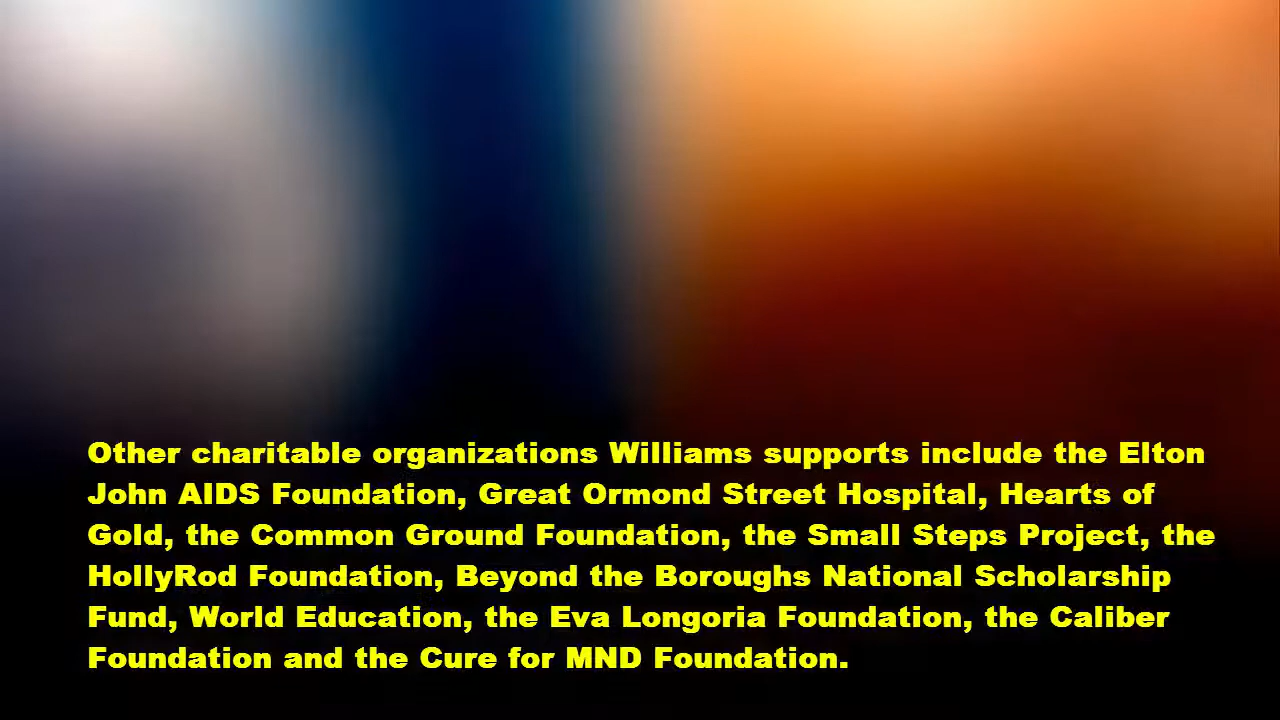 Other charitable organizations Williams supports include the Elton
John AIDS Foundation, Great Ormond Street Hospital, Hearts of
Gold, the Common Ground Foundation, the Small Steps Project, the
HollyRod Foundation, Beyond the Boroughs National Scholarship
Fund, World Education, the Eva Longoria Foundation, the Caliber
Foundation and the Cure for MND Foundation.